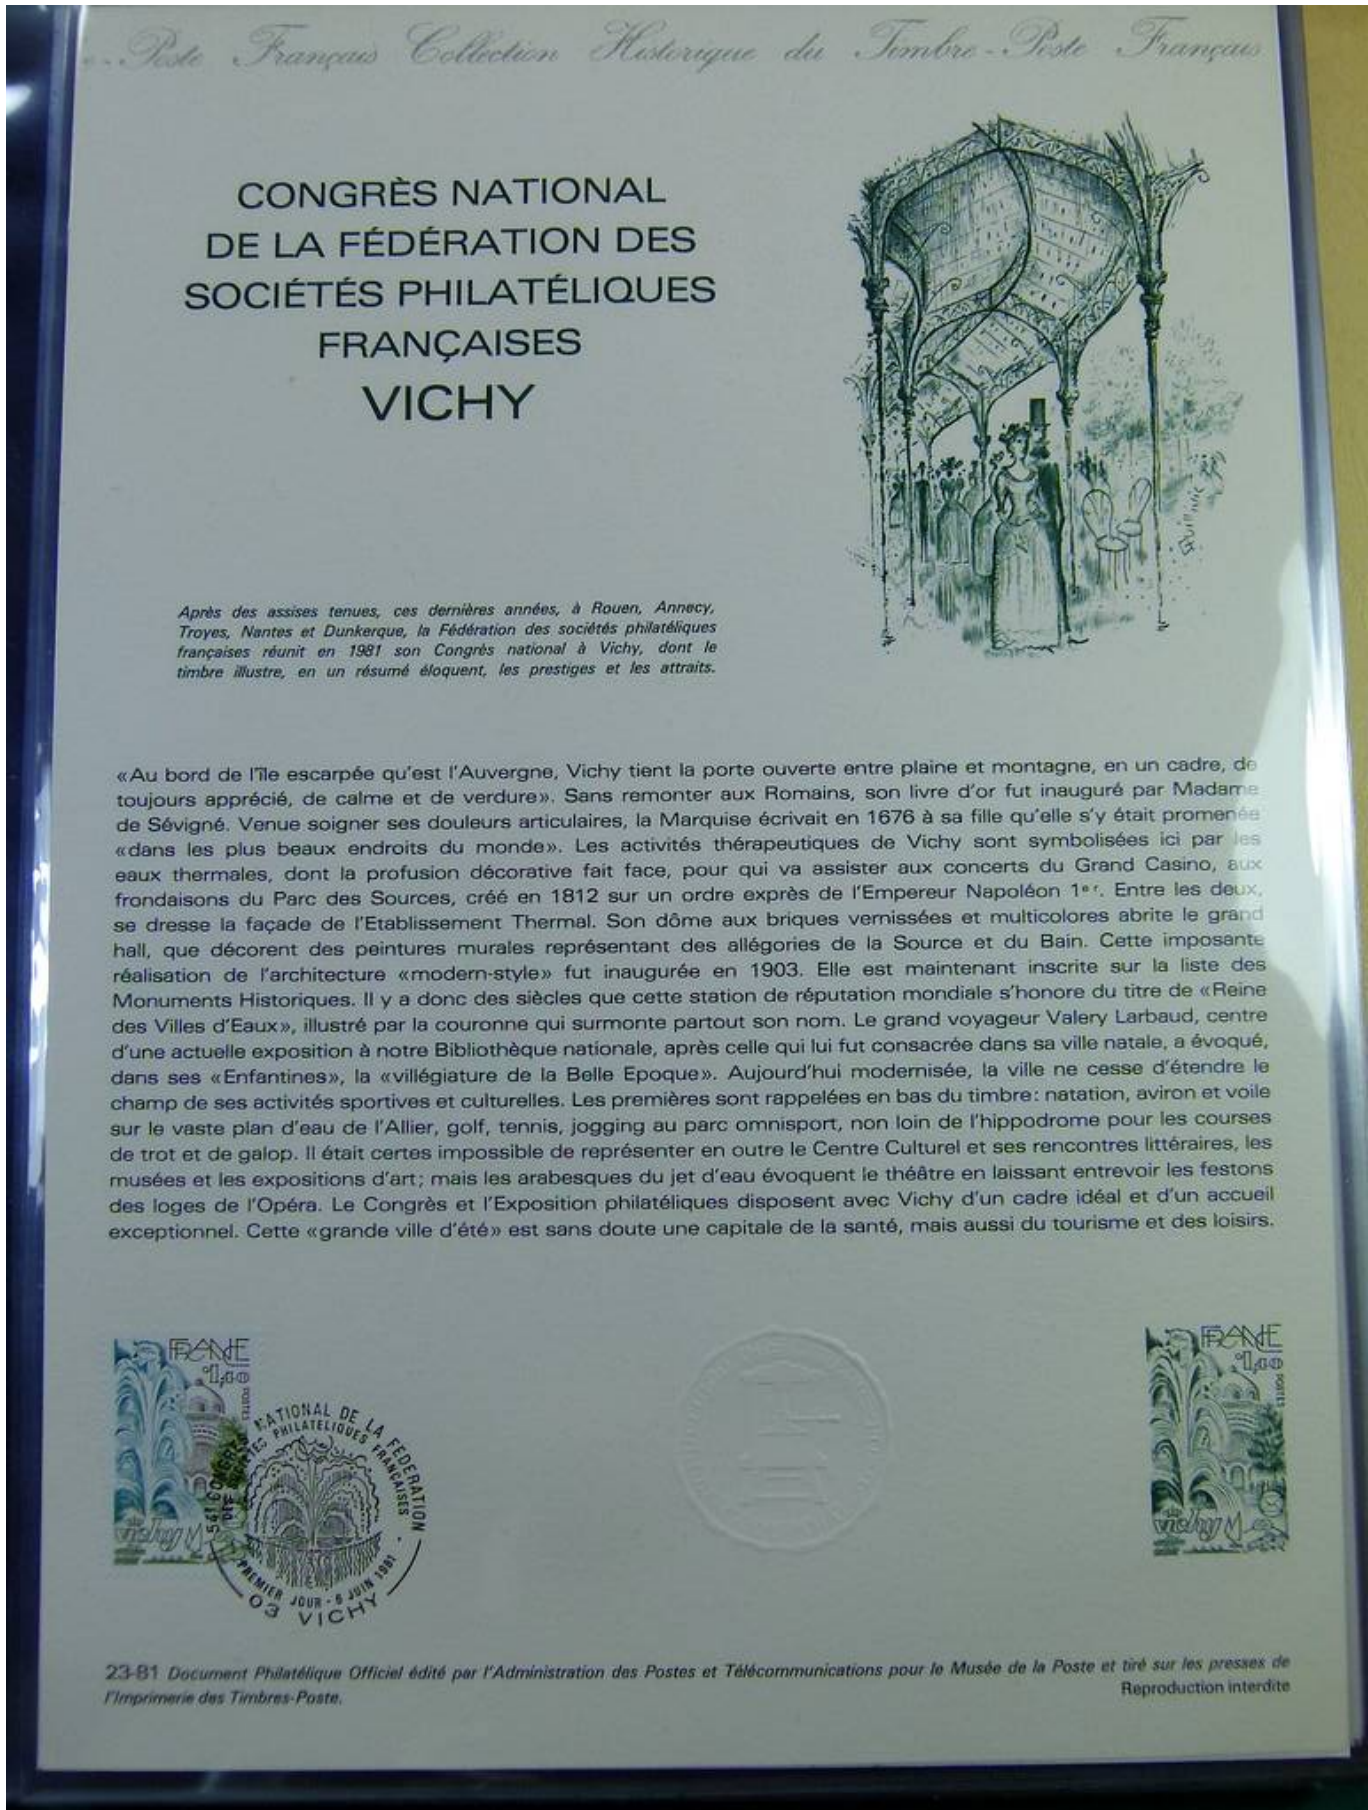 Poste Français Collection Historique du Timbre-Poste Français
CONGRÈS NATIONAL
DE LA FÉDÉRATION DES
SOCIÉTÉS PHILATÉLIQUES
FRANÇAISES
VICHY
Après des assises tenues, ces dernières années, à Rouen, Annecy,
Troyes, Nantes et Dunkerque, la Fédération des sociétés philatéliques
françaises réunit en 1981 son Congrès national à Vichy, dont le
timbre illustre, en un résumé éloquent, les prestiges et les attraits.
«Au bord de l'île escarpée qu'est l'Auvergne, Vichy tient la porte ouverte entre plaine et montagne, en un cadre, de
toujours apprécié, de calme et de verdure». Sans remonter aux Romains, son livre d'or fut inauguré par Madame
de Sévigné. Venue soigner ses douleurs articulaires, la Marquise écrivait en 1676 à sa fille qu'elle s'y était promenée
«dans les plus beaux endroits du monde». Les activités thérapeutiques de Vichy sont symbolisées ici par les
eaux thermales, dont la profusion décorative fait face, pour qui va assister aux concerts du Grand Casino, aux
frondaisons du Parc des Sources, créé en 1812 sur un ordre exprès de l'Empereur Napoléon 1er. Entre les deux,
se dresse la façade de l'Etablissement Thermal. Son dôme aux briques vernissées et multicolores abrite le grand
hall, que décorent des peintures murales représentant des allégories de la Source et du Bain. Cette imposante
réalisation de l'architecture «modern-style» fut inaugurée en 1903. Elle est maintenant inscrite sur la liste des
Monuments Historiques. Il y a donc des siècles que cette station de réputation mondiale s'honore du titre de «Reine
des Villes d'Eaux», illustré par la couronne qui surmonte partout son nom. Le grand voyageur Valery Larbaud, centre
d'une actuelle exposition à notre Bibliothèque nationale, après celle qui lui fut consacrée dans sa ville natale, a évoqué,
dans ses «Enfantines», la «villégiature de la Belle Epoque». Aujourd'hui modernisée, la ville ne cesse d'étendre le
champ de ses activités sportives et culturelles. Les premières sont rappelées en bas du timbre: natation, aviron et voile
sur le vaste plan d'eau de l'Allier, golf, tennis, jogging au parc omnisport, non loin de l'hippodrome pour les courses
de trot et de galop. Il était certes impossible de représenter en outre le Centre Culturel et ses rencontres littéraires, les
musées et les expositions d'art; mais les arabesques du jet d'eau évoquent le théâtre en laissant entrevoir les festons
des loges de l'Opéra. Le Congrès et l'Exposition philatéliques disposent avec Vichy d'un cadre idéal et d'un accueil
exceptionnel. Cette «grande ville d'été» est sans doute une capitale de la santé, mais aussi du tourisme et des loisirs.
FRANCE
1,40
POSTES
vichy
54e CONGRES NATIONAL DE LA FEDERATION
DES SOCIETES PHILATELIQUES FRANÇAISES
PREMIER JOUR - 6 JUIN 1981
03 VICHY
FRANCE
1,40
POSTES
vichy
23-81 Document Philatélique Officiel édité par l'Administration des Postes et Télécommunications pour le Musée de la Poste et tiré sur les presses de
l'Imprimerie des Timbres-Poste.
Reproduction interdite